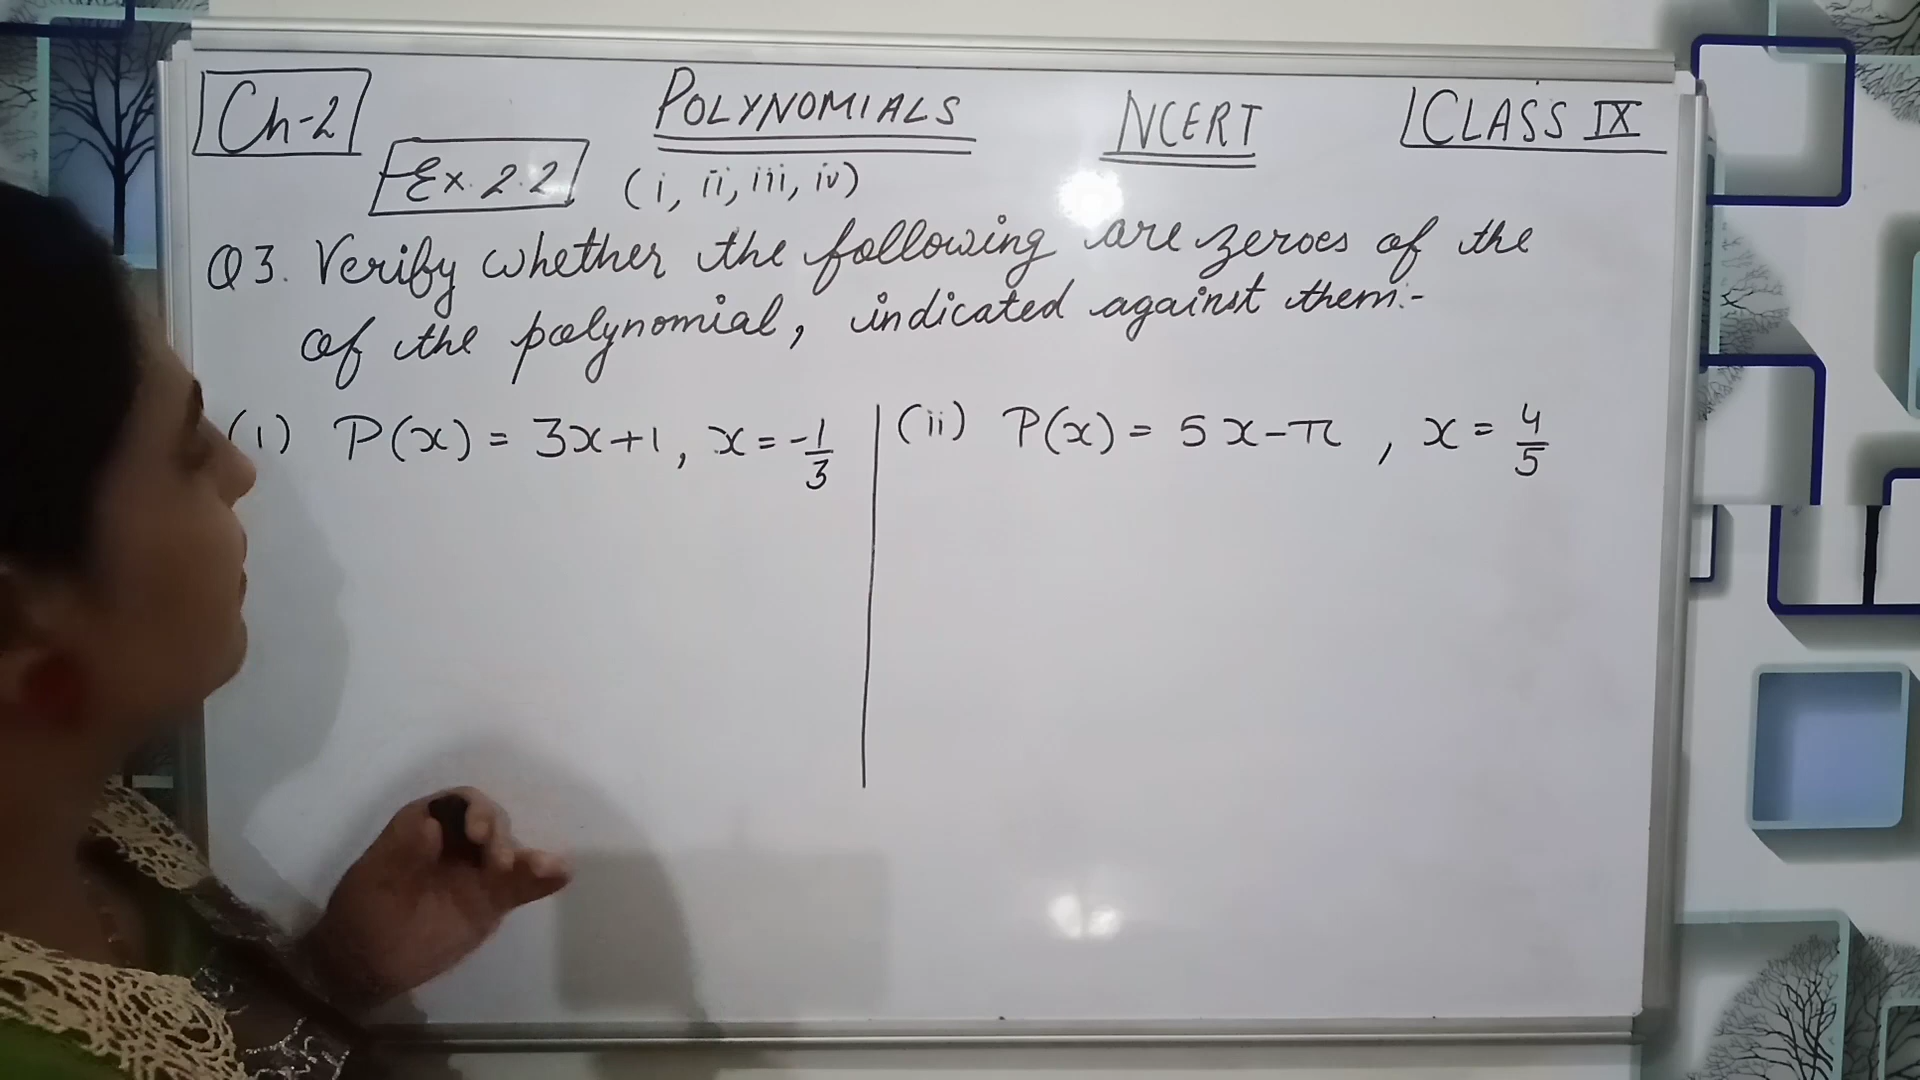 Ch-2 POLYNOMIALS NCERT CLASS IX
Ex. 2.2 (i, ii, iii, iv)
Q3. Verify whether the following are zeroes of the
of the polynomial, indicated against them:-
(i) P(x) = 3x+1, x = -1/3
(ii) P(x) = 5x-π, x = 4/5